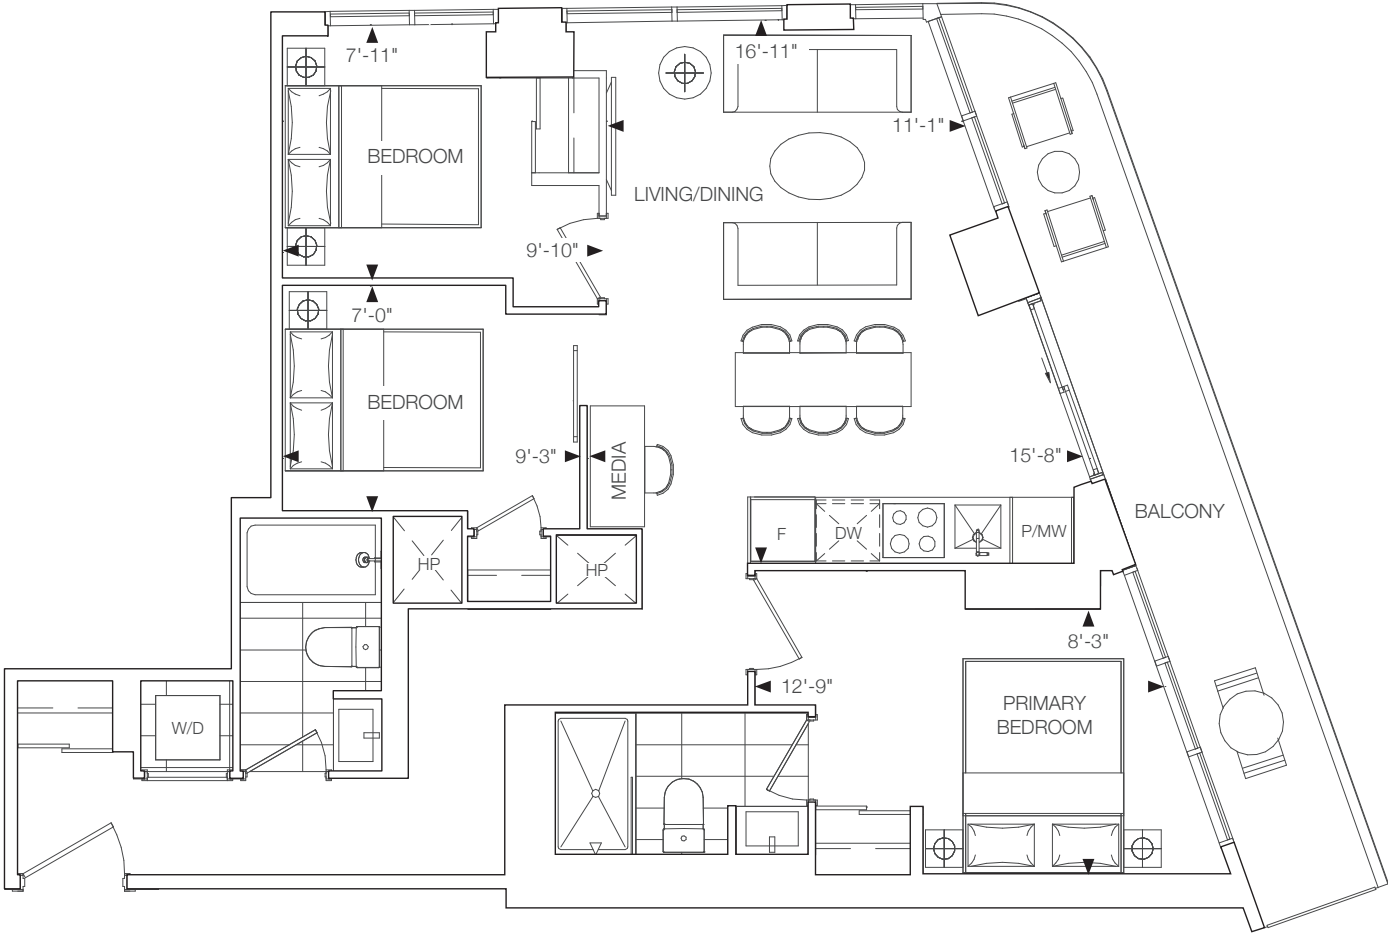 7'-11"
16'-11"
11'-1"
BEDROOM
LIVING/DINING
9'-10"
7'-0"
BEDROOM
9'-3"
MEDIA
15'-8"
F
DW
P/MW
BALCONY
HP
HP
8'-3"
12'-9"
PRIMARY
BEDROOM
W/D